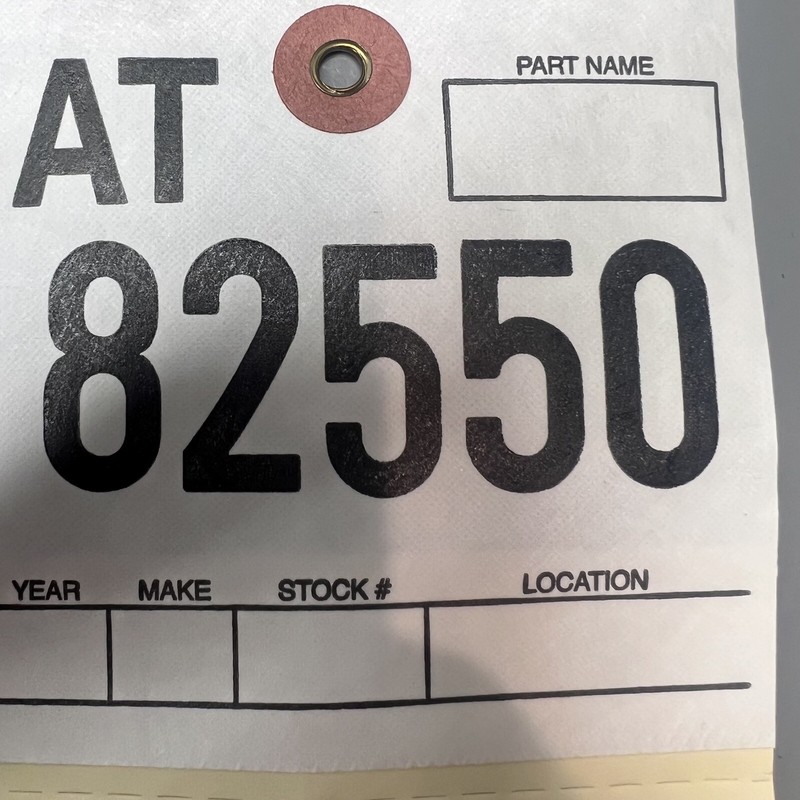 AT
PART NAME
82550
YEAR MAKE STOCK # LOCATION